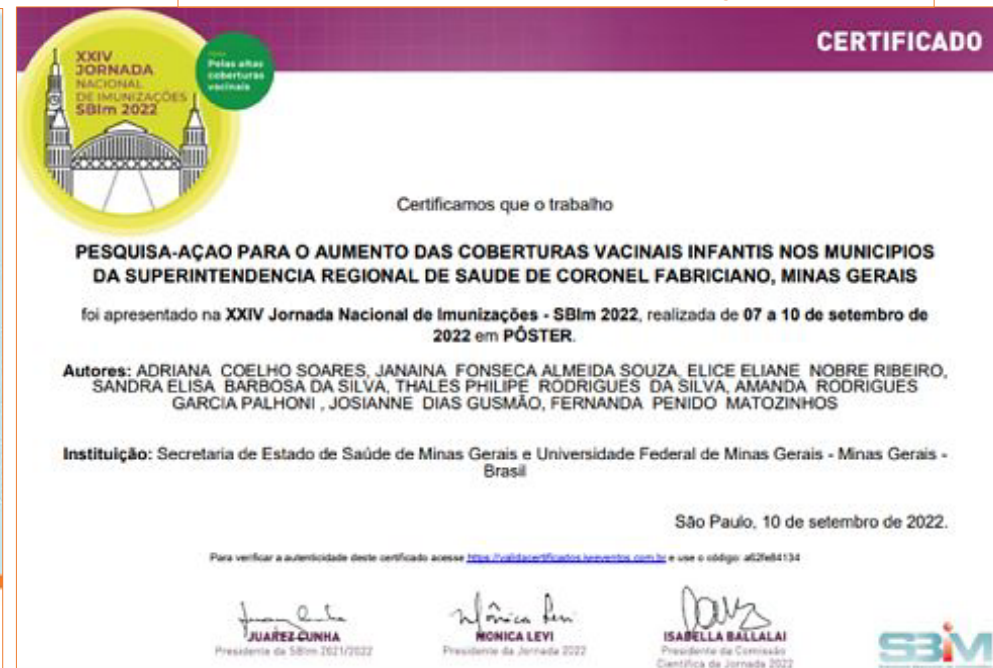 CERTIFICADO
XXIV
JORNADA
NACIONAL
DE IMUNIZAÇÕES
SBIm 2022
Pelas altas
coberturas
vacinais
Certificamos que o trabalho
PESQUISA-AÇAO PARA O AUMENTO DAS COBERTURAS VACINAIS INFANTIS NOS MUNICIPIOS
DA SUPERINTENDENCIA REGIONAL DE SAUDE DE CORONEL FABRICIANO, MINAS GERAIS
foi apresentado na XXIV Jornada Nacional de Imunizações - SBIm 2022, realizada de 07 a 10 de setembro de
2022 em PÔSTER.
Autores: ADRIANA COELHO SOARES, JANAINA FONSECA ALMEIDA SOUZA, ELICE ELIANE NOBRE RIBEIRO,
SANDRA ELISA BARBOSA DA SILVA, THALES PHILIPE RODRIGUES DA SILVA, AMANDA RODRIGUES
GARCIA PALHONI , JOSIANNE DIAS GUSMÃO, FERNANDA PENIDO MATOZINHOS
Instituição: Secretaria de Estado de Saúde de Minas Gerais e Universidade Federal de Minas Gerais - Minas Gerais -
Brasil
São Paulo, 10 de setembro de 2022.
Para verificar a autenticidade deste certificado acesse e use o código: a62fe84134
JUAREZ CUNHA
Presidente da SBIm 2021/2022
Mônica Levi
MONICA LEVI
Presidente da Jornada 2022
ISABELLA BALLALAI
Presidente da Comissão
Científica da Jornada 2022
SBIM